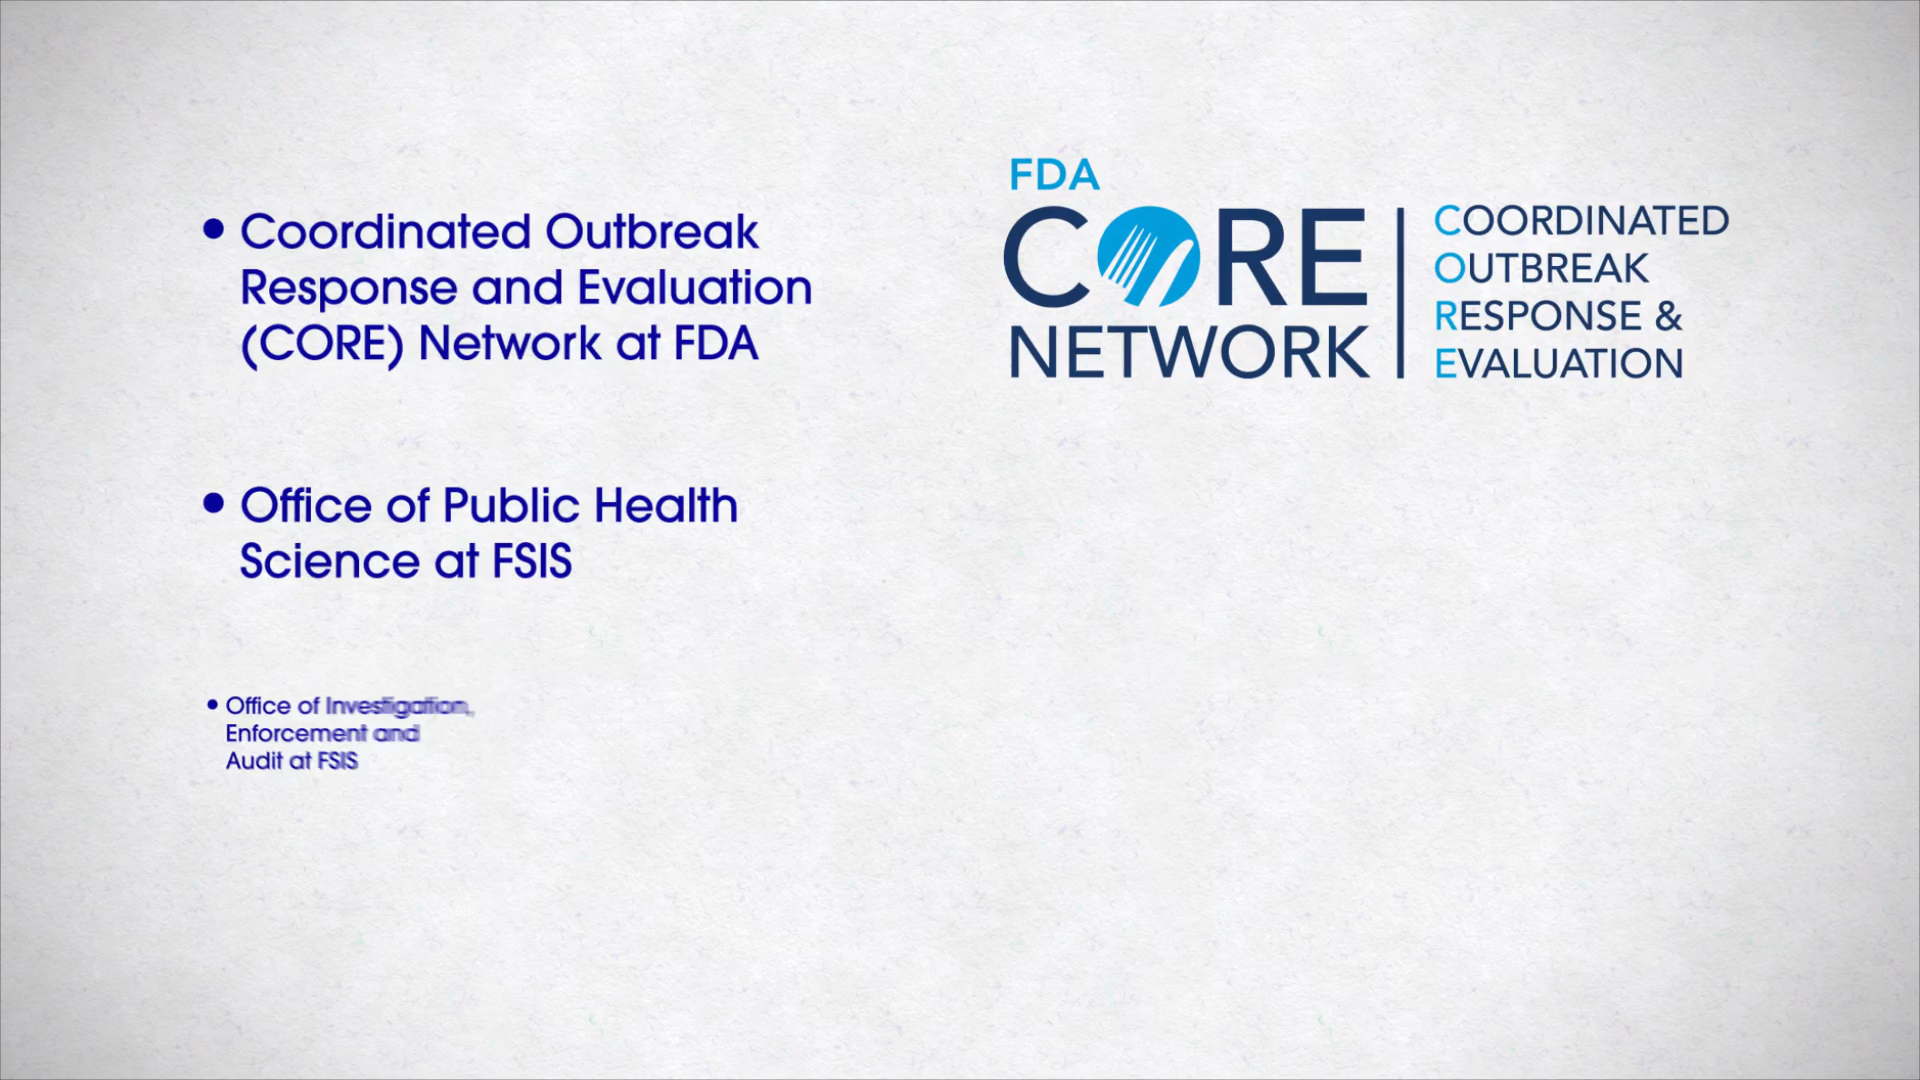 • Coordinated Outbreak
Response and Evaluation
(CORE) Network at FDA
• Office of Public Health
Science at FSIS
• Office of Investigation,
Enforcement and
Audit at FSIS
FDA
CORE
NETWORK
COORDINATED
OUTBREAK
RESPONSE &
EVALUATION